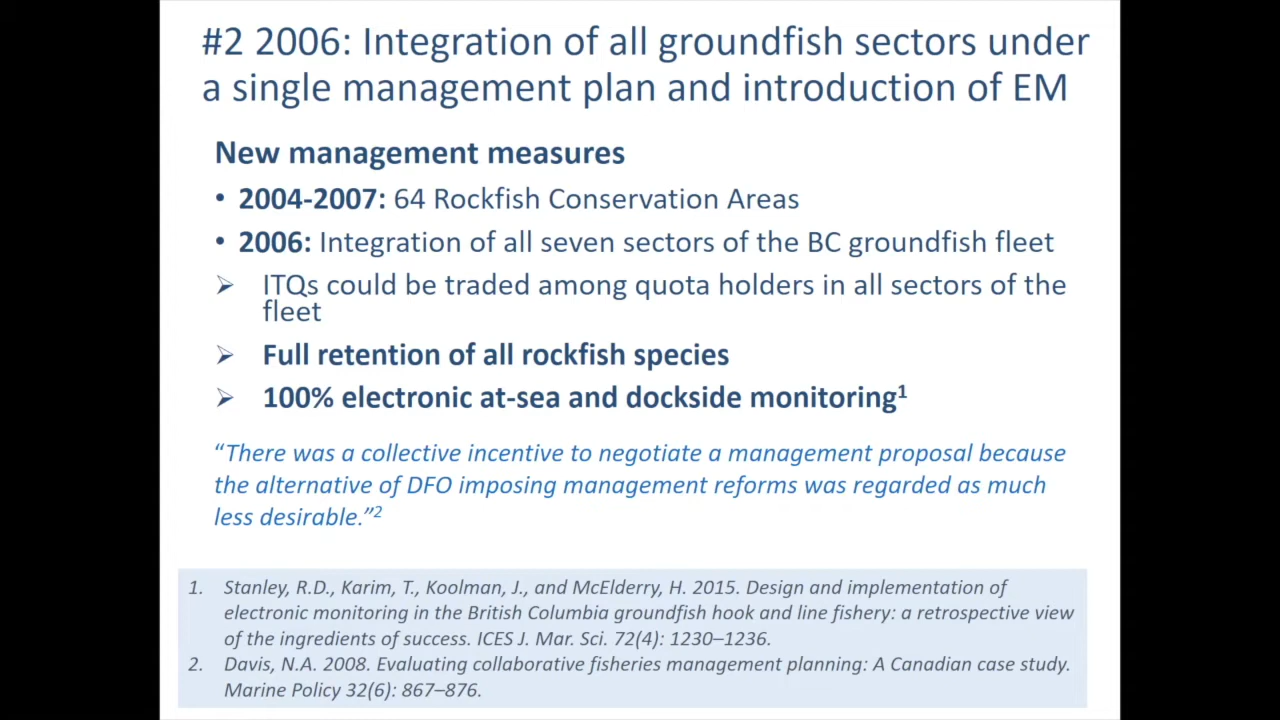 #2 2006: Integration of all groundfish sectors under
a single management plan and introduction of EM
New management measures
• 2004-2007: 64 Rockfish Conservation Areas
• 2006: Integration of all seven sectors of the BC groundfish fleet
➢ ITQs could be traded among quota holders in all sectors of the
fleet
➢ Full retention of all rockfish species
➢ 100% electronic at-sea and dockside monitoring¹
“There was a collective incentive to negotiate a management proposal because
the alternative of DFO imposing management reforms was regarded as much
less desirable.”²
1. Stanley, R.D., Karim, T., Koolman, J., and McElderry, H. 2015. Design and implementation of
electronic monitoring in the British Columbia groundfish hook and line fishery: a retrospective view
of the ingredients of success. ICES J. Mar. Sci. 72(4): 1230–1236.
2. Davis, N.A. 2008. Evaluating collaborative fisheries management planning: A Canadian case study.
Marine Policy 32(6): 867–876.